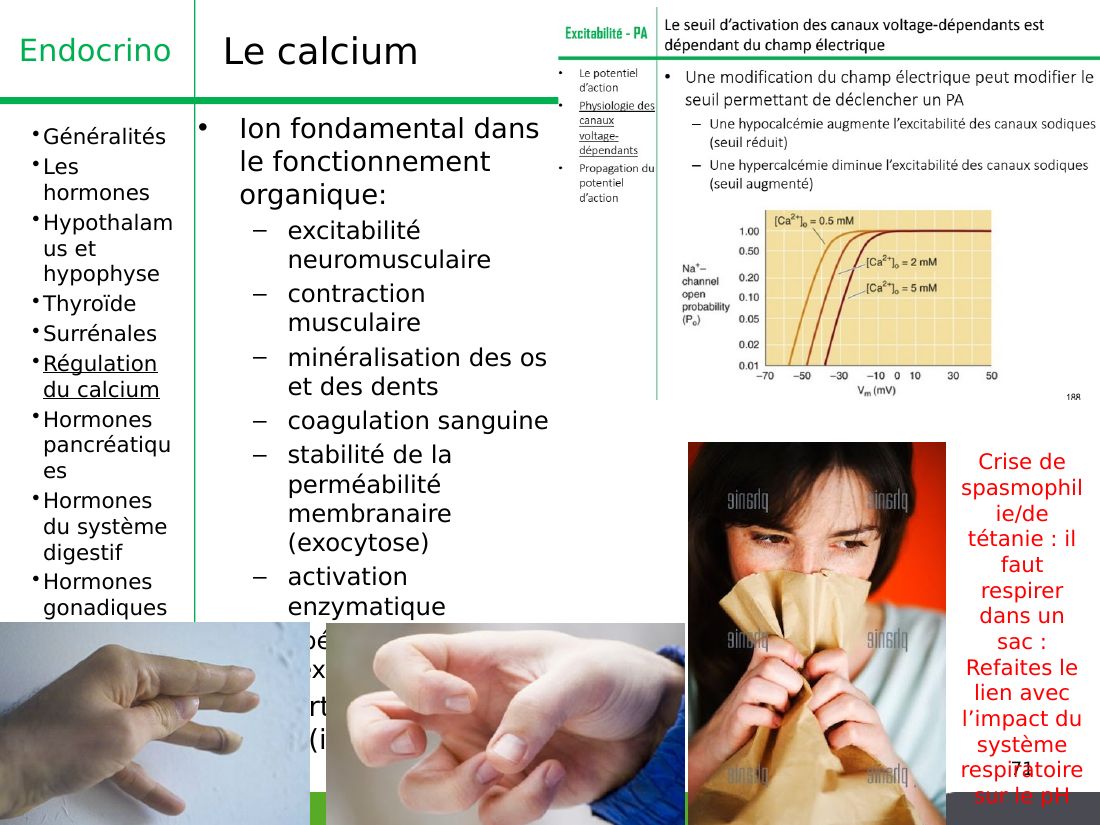 Endocrino
Le calcium
•Généralités
•Les
hormones
•Hypothalam
us et
hypophyse
•Thyroïde
•Surrénales
•Régulation
du calcium
•Hormones
pancréatiqu
es
•Hormones
du système
digestif
•Hormones
gonadiques
• Ion fondamental dans
le fonctionnement
organique:
– excitabilité
neuromusculaire
– contraction
musculaire
– minéralisation des os
et des dents
– coagulation sanguine
– stabilité de la
perméabilité
membranaire
(exocytose)
– activation
enzymatique
Excitabilité - PA
Le seuil d’activation des canaux voltage-dépendants est
dépendant du champ électrique
• Le potentiel
d’action
• Physiologie des
canaux
voltage-
dépendants
• Propagation du
potentiel
d’action
• Une modification du champ électrique peut modifier le
seuil permettant de déclencher un PA
– Une hypocalcémie augmente l’excitabilité des canaux sodiques
(seuil réduit)
– Une hypercalcémie diminue l’excitabilité des canaux sodiques
(seuil augmenté)
[Ca2+]o = 0.5 mM
[Ca2+]o = 2 mM
[Ca2+]o = 5 mM
Na+–
channel
open
probability
(Po)
1.00
0.50
0.20
0.10
0.05
0.02
0.01
–70 –50 –30 –10 0 10 30 50
Vm (mV)
188
Crise de
spasmophil
ie/de
tétanie : il
faut
respirer
dans un
sac :
Refaites le
lien avec
l’impact du
système
respiratoire
sur le pH
71